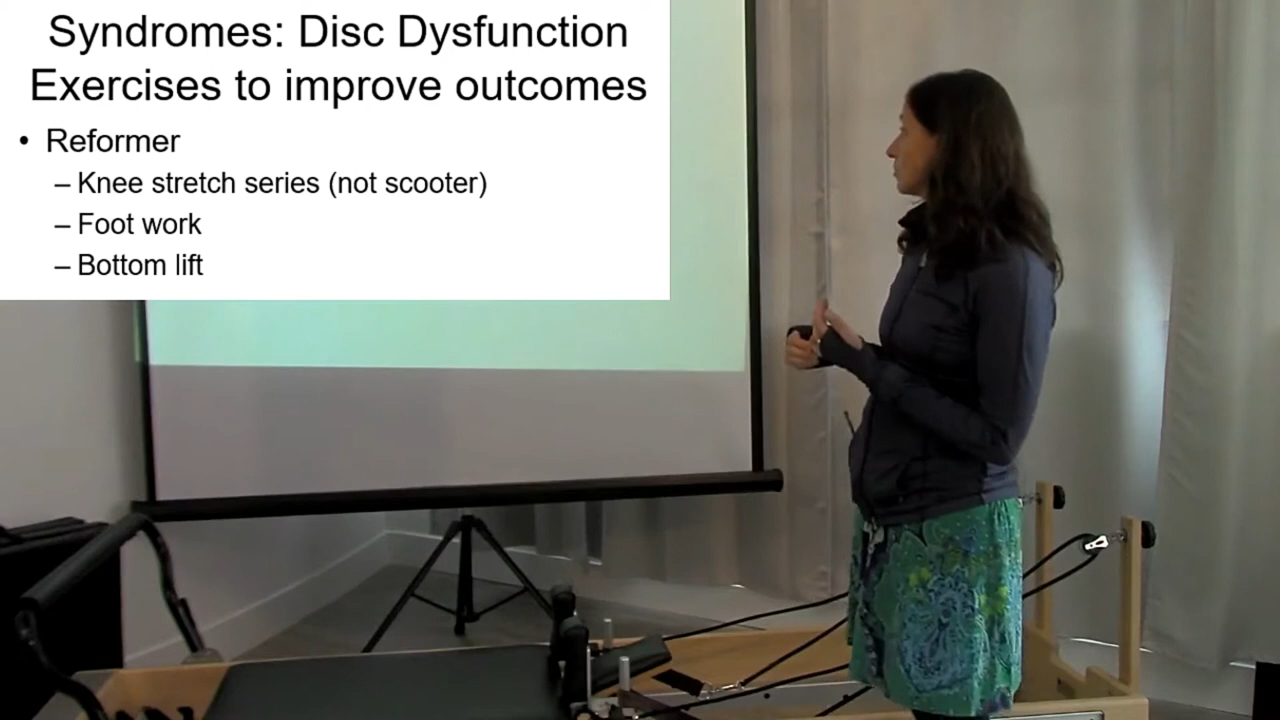 Syndromes: Disc Dysfunction
Exercises to improve outcomes
• Reformer
– Knee stretch series (not scooter)
– Foot work
– Bottom lift